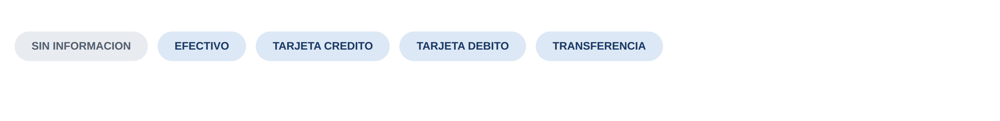 SIN INFORMACION EFECTIVO TARJETA CREDITO TARJETA DEBITO TRANSFERENCIA